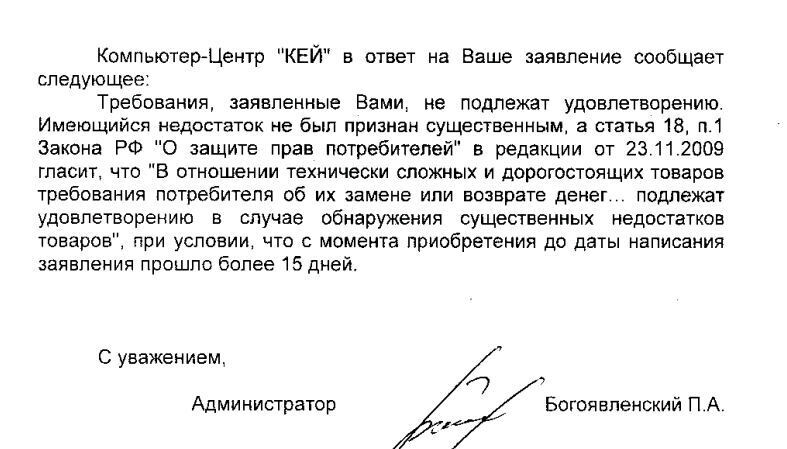 Компьютер-Центр "КЕЙ" в ответ на Ваше заявление сообщает
следующее:
Требования, заявленные Вами, не подлежат удовлетворению.
Имеющийся недостаток не был признан существенным, а статья 18, п.1
Закона РФ "О защите прав потребителей" в редакции от 23.11.2009
гласит, что "В отношении технически сложных и дорогостоящих товаров
требования потребителя об их замене или возврате денег... подлежат
удовлетворению в случае обнаружения существенных недостатков
товаров", при условии, что с момента приобретения до даты написания
заявления прошло более 15 дней.
С уважением,
Администратор Богоявленский П.А.